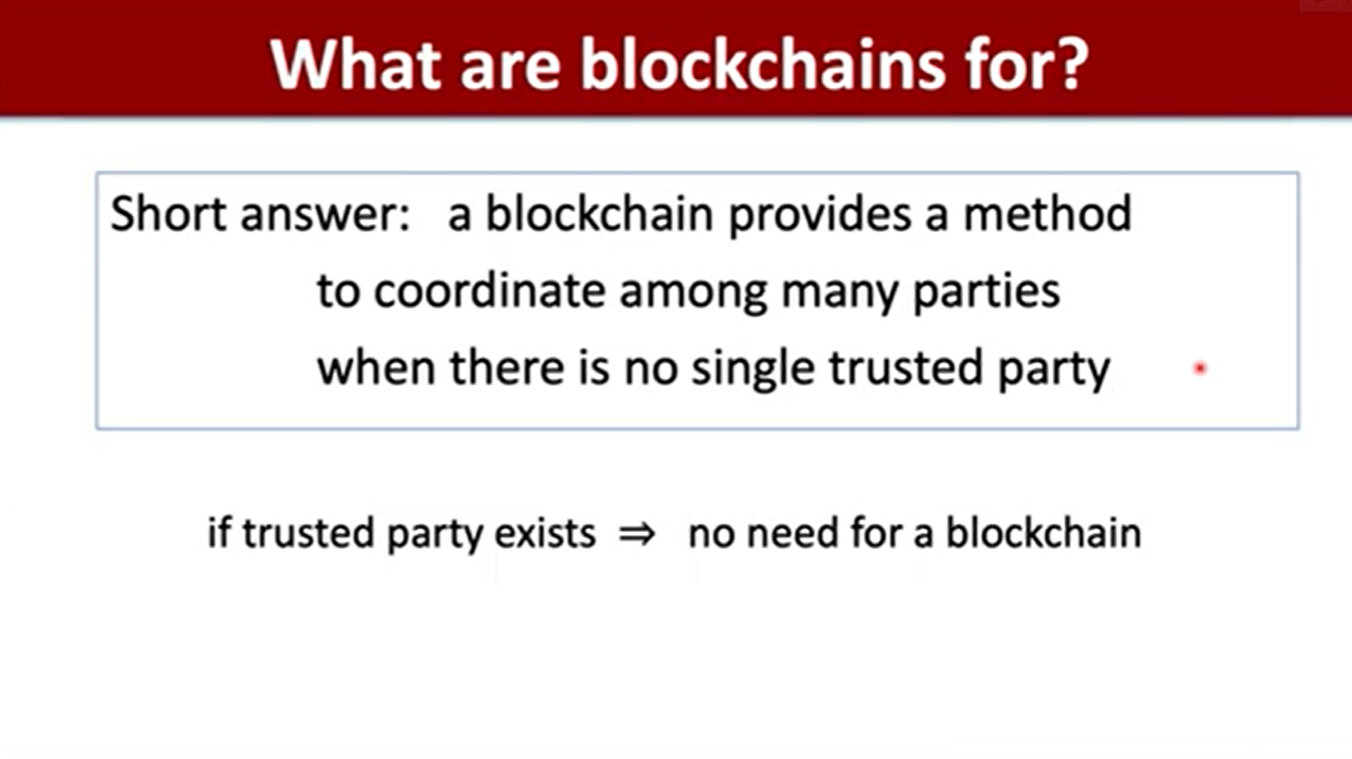 What are blockchains for?
Short answer: a blockchain provides a method
to coordinate among many parties
when there is no single trusted party
if trusted party exists ⇒ no need for a blockchain